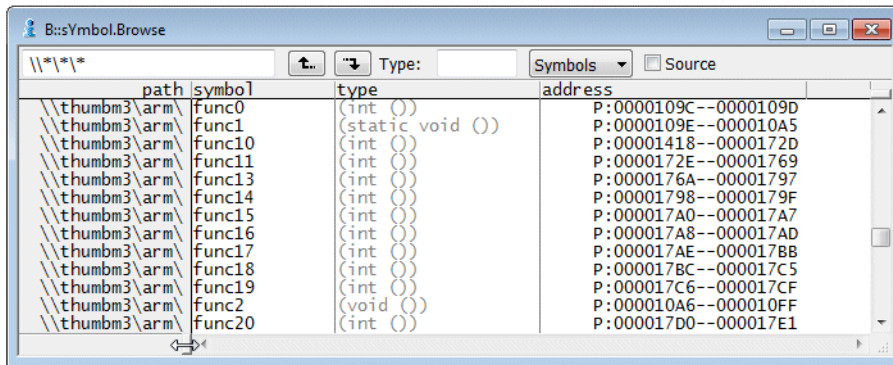 B::sYmbol.Browse
\\*\*\* Type: Symbols Source
path symbol type address
\\thumbm3\arm\ func0 (int ()) P:0000109C--0000109D
\\thumbm3\arm\ func1 (static void ()) P:0000109E--000010A5
\\thumbm3\arm\ func10 (int ()) P:00001418--0000172D
\\thumbm3\arm\ func11 (int ()) P:0000172E--00001769
\\thumbm3\arm\ func13 (int ()) P:0000176A--00001797
\\thumbm3\arm\ func14 (int ()) P:00001798--0000179F
\\thumbm3\arm\ func15 (int ()) P:000017A0--000017A7
\\thumbm3\arm\ func16 (int ()) P:000017A8--000017AD
\\thumbm3\arm\ func17 (int ()) P:000017AE--000017BB
\\thumbm3\arm\ func18 (int ()) P:000017BC--000017C5
\\thumbm3\arm\ func19 (int ()) P:000017C6--000017CF
\\thumbm3\arm\ func2 (void ()) P:000010A6--000010FF
\\thumbm3\arm\ func20 (int ()) P:000017D0--000017E1